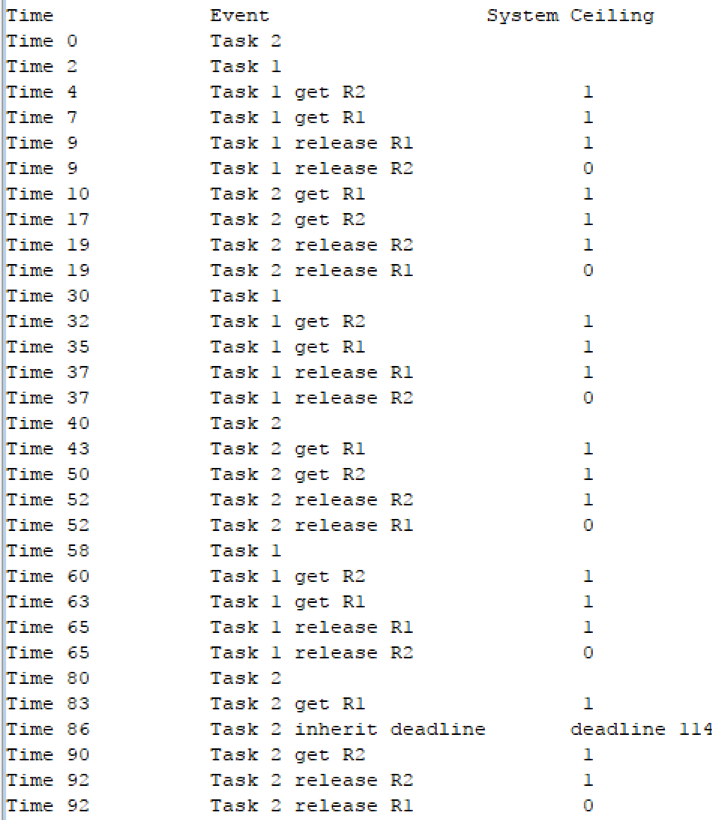 Time Event System Ceiling
Time 0 Task 2
Time 2 Task 1
Time 4 Task 1 get R2 1
Time 7 Task 1 get R1 1
Time 9 Task 1 release R1 1
Time 9 Task 1 release R2 0
Time 10 Task 2 get R1 1
Time 17 Task 2 get R2 1
Time 19 Task 2 release R2 1
Time 19 Task 2 release R1 0
Time 30 Task 1
Time 32 Task 1 get R2 1
Time 35 Task 1 get R1 1
Time 37 Task 1 release R1 1
Time 37 Task 1 release R2 0
Time 40 Task 2
Time 43 Task 2 get R1 1
Time 50 Task 2 get R2 1
Time 52 Task 2 release R2 1
Time 52 Task 2 release R1 0
Time 58 Task 1
Time 60 Task 1 get R2 1
Time 63 Task 1 get R1 1
Time 65 Task 1 release R1 1
Time 65 Task 1 release R2 0
Time 80 Task 2
Time 83 Task 2 get R1 1
Time 86 Task 2 inherit deadline deadline 114
Time 90 Task 2 get R2 1
Time 92 Task 2 release R2 1
Time 92 Task 2 release R1 0